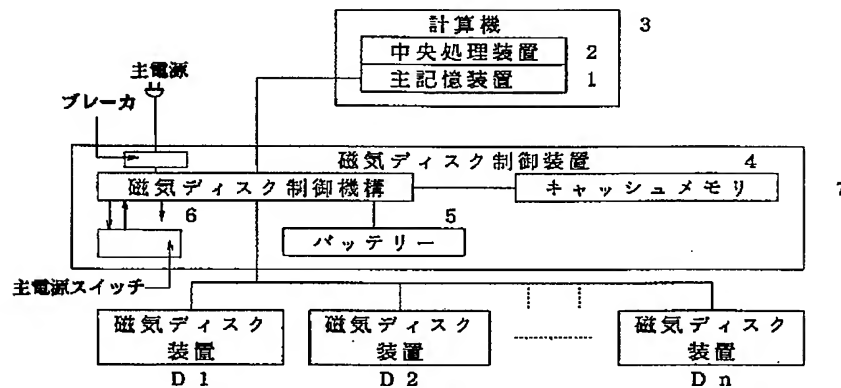 計算機 3
中央処理装置 2
主記憶装置 1
主電源
ブレーカ
磁気ディスク制御装置 4
磁気ディスク制御機構
キャッシュメモリ 7
6
5
バッテリー
主電源スイッチ
磁気ディスク 磁気ディスク 磁気ディスク
装置 装置 装置
D1 D2 Dn